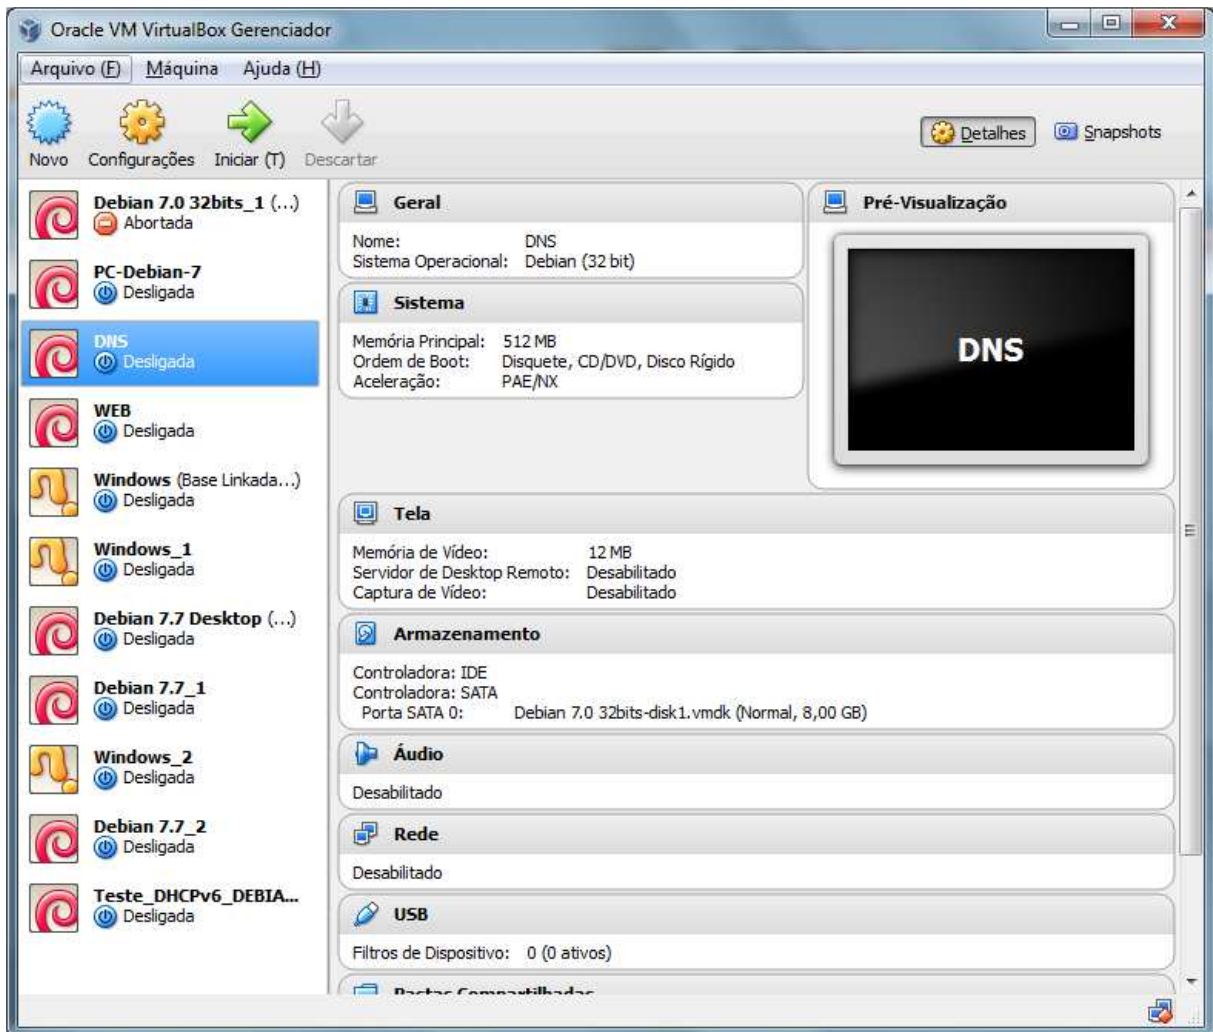 Oracle VM VirtualBox Gerenciador
Arquivo (F) Máquina Ajuda (H)
Novo Configurações Iniciar (T) Descartar
Detalhes Snapshots
Debian 7.0 32bits_1 (...)
Abortada
PC-Debian-7
Desligada
DNS
Desligada
WEB
Desligada
Windows (Base Linkada...)
Desligada
Windows_1
Desligada
Debian 7.7 Desktop (...)
Desligada
Debian 7.7_1
Desligada
Windows_2
Desligada
Debian 7.7_2
Desligada
Teste_DHCPv6_DEBIA...
Desligada
Geral
Nome: DNS
Sistema Operacional: Debian (32 bit)
Sistema
Memória Principal: 512 MB
Ordem de Boot: Disquete, CD/DVD, Disco Rígido
Aceleração: PAE/NX
Pré-Visualização
DNS
Tela
Memória de Vídeo: 12 MB
Servidor de Desktop Remoto: Desabilitado
Captura de Vídeo: Desabilitado
Armazenamento
Controladora: IDE
Controladora: SATA
Porta SATA 0: Debian 7.0 32bits-disk1.vmdk (Normal, 8,00 GB)
Áudio
Desabilitado
Rede
Desabilitado
USB
Filtros de Dispositivo: 0 (0 ativos)
Pastas Compartilhadas